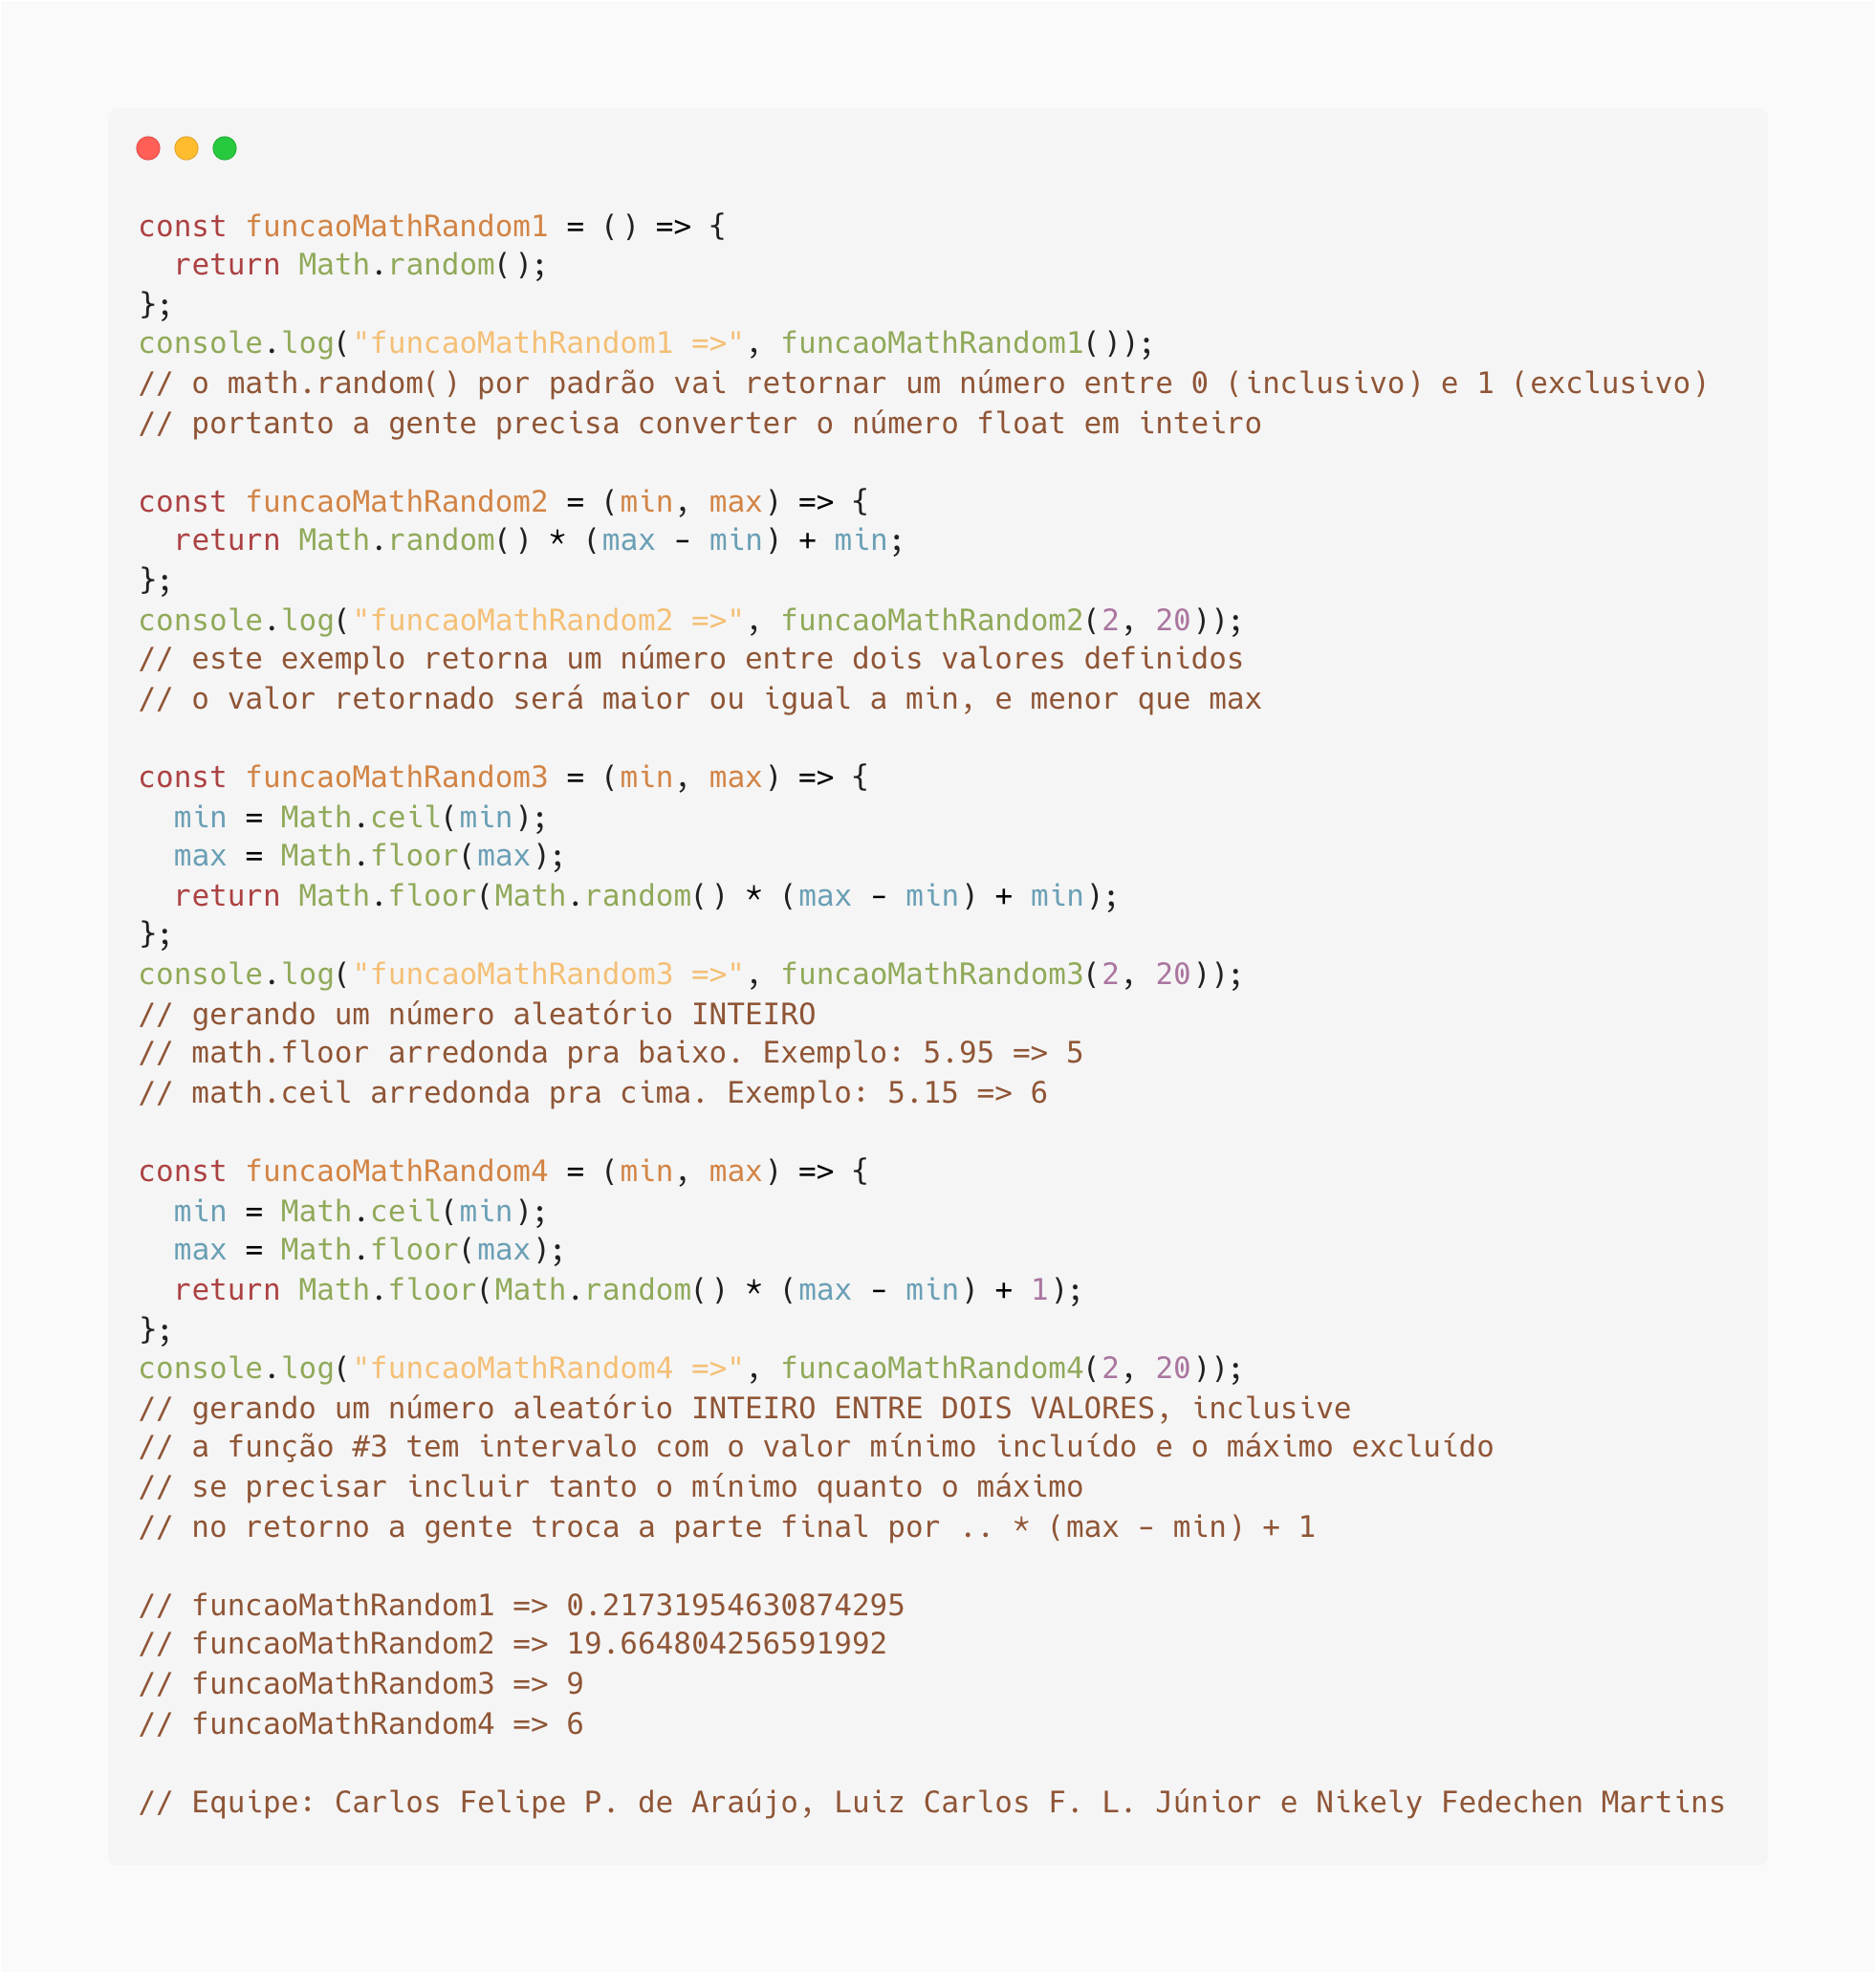 const funcaoMathRandom1 = () => {
  return Math.random();
};
console.log("funcaoMathRandom1 =>", funcaoMathRandom1());
// o math.random() por padrão vai retornar um número entre 0 (inclusivo) e 1 (exclusivo)
// portanto a gente precisa converter o número float em inteiro

const funcaoMathRandom2 = (min, max) => {
  return Math.random() * (max - min) + min;
};
console.log("funcaoMathRandom2 =>", funcaoMathRandom2(2, 20));
// este exemplo retorna um número entre dois valores definidos
// o valor retornado será maior ou igual a min, e menor que max

const funcaoMathRandom3 = (min, max) => {
  min = Math.ceil(min);
  max = Math.floor(max);
  return Math.floor(Math.random() * (max - min) + min);
};
console.log("funcaoMathRandom3 =>", funcaoMathRandom3(2, 20));
// gerando um número aleatório INTEIRO
// math.floor arredonda pra baixo. Exemplo: 5.95 => 5
// math.ceil arredonda pra cima. Exemplo: 5.15 => 6

const funcaoMathRandom4 = (min, max) => {
  min = Math.ceil(min);
  max = Math.floor(max);
  return Math.floor(Math.random() * (max - min) + 1);
};
console.log("funcaoMathRandom4 =>", funcaoMathRandom4(2, 20));
// gerando um número aleatório INTEIRO ENTRE DOIS VALORES, inclusive
// a função #3 tem intervalo com o valor mínimo incluído e o máximo excluído
// se precisar incluir tanto o mínimo quanto o máximo
// no retorno a gente troca a parte final por .. * (max - min) + 1

// funcaoMathRandom1 => 0.21731954630874295
// funcaoMathRandom2 => 19.664804256591992
// funcaoMathRandom3 => 9
// funcaoMathRandom4 => 6

// Equipe: Carlos Felipe P. de Araújo, Luiz Carlos F. L. Júnior e Nikely Fedechen Martins